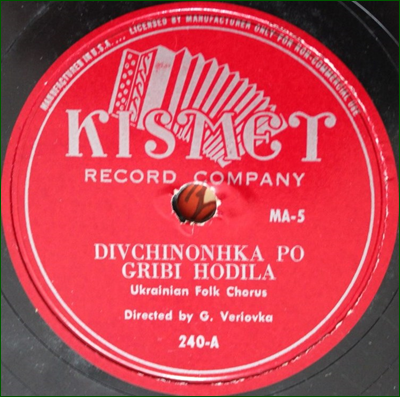 MANUFACTURED IN U.S.A. ... LICENSED BY MANUFACTURER ONLY FOR NON-COMMERCIAL USE
KISMET
RECORD COMPANY
MA-5
DIVCHINONHKA PO
GRIBI HODILA
Ukrainian Folk Chorus
Directed by G. Veriovka
240-A